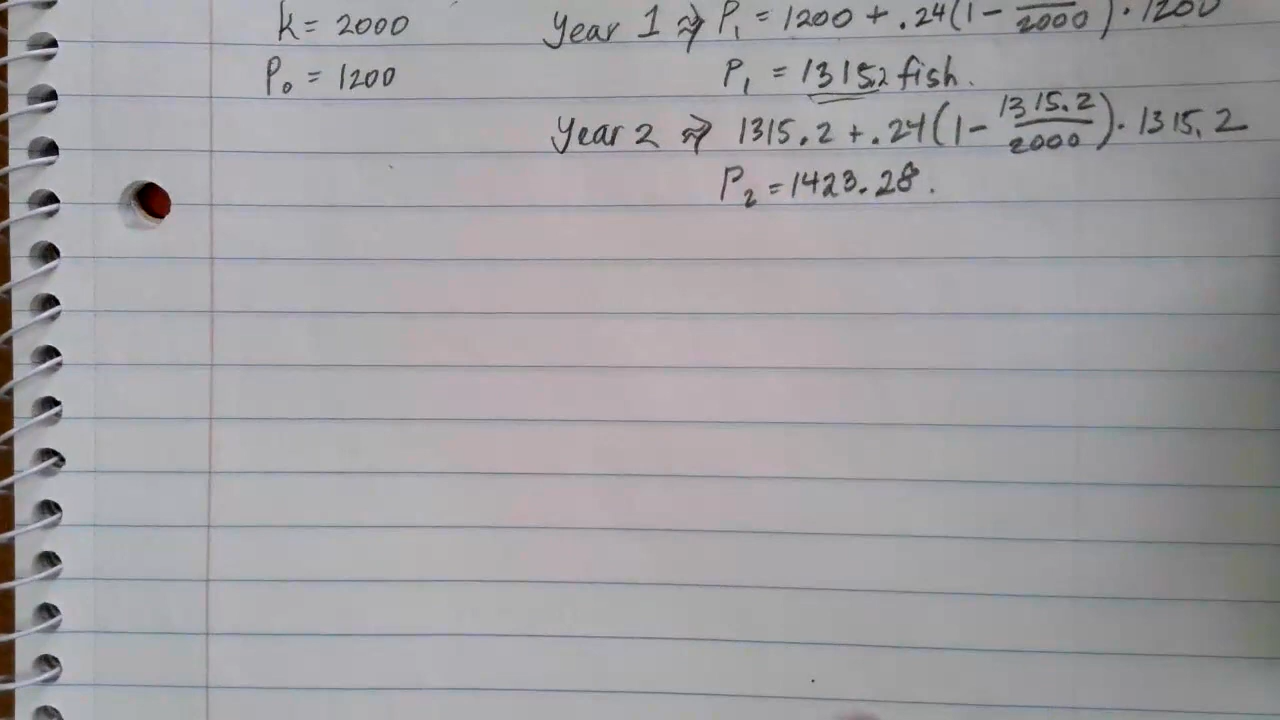 k = 2000
Year 1 ⇒ P₁ = 1200 + .24(1 - /2000) · 1200
P₀ = 1200
P₁ = 1315.2 fish.
Year 2 ⇒ 1315.2 + .24(1 - 1315.2/2000) · 1315.2
P₂ = 1423.28.